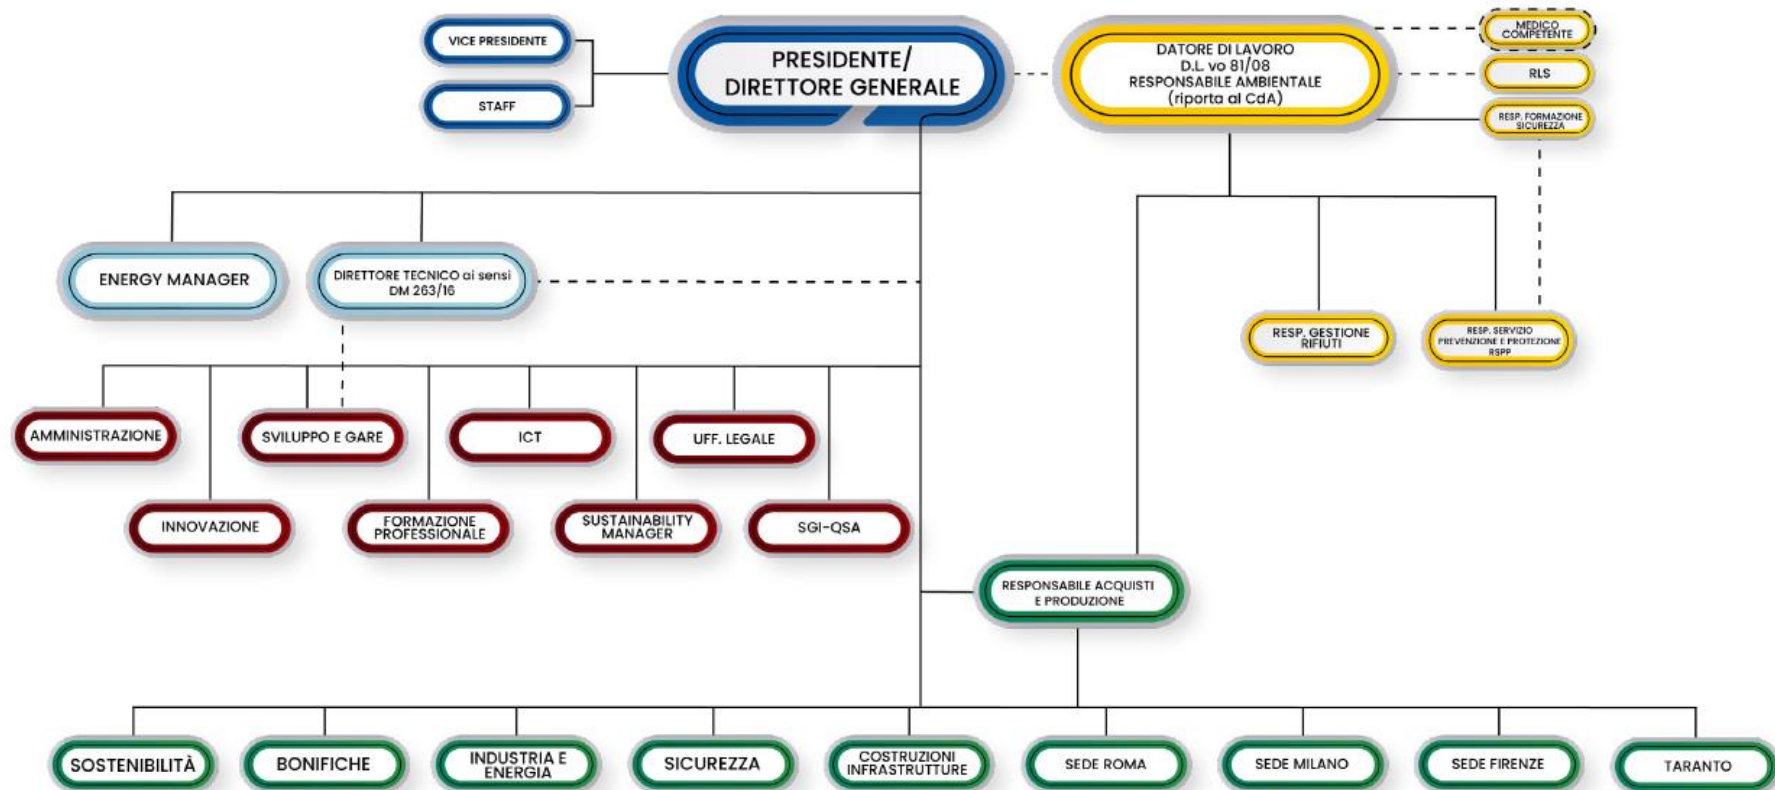 VICE PRESIDENTE
STAFF
PRESIDENTE/
DIRETTORE GENERALE
DATORE DI LAVORO
D.L. vo 81/08
RESPONSABILE AMBIENTALE
(riporta al CdA)
MEDICO
COMPETENTE
RLS
RESP. FORMAZIONE
SICUREZZA
ENERGY MANAGER
DIRETTORE TECNICO ai sensi
DM 263/16
RESP. GESTIONE
RIFIUTI
RESP. SERVIZIO
PREVENZIONE E PROTEZIONE
RSPP
AMMINISTRAZIONE
SVILUPPO E GARE
ICT
UFF. LEGALE
INNOVAZIONE
FORMAZIONE
PROFESSIONALE
SUSTAINABILITY
MANAGER
SGI-QSA
RESPONSABILE ACQUISTI
E PRODUZIONE
SOSTENIBILITÀ
BONIFICHE
INDUSTRIA E
ENERGIA
SICUREZZA
COSTRUZIONI
INFRASTRUTTURE
SEDE ROMA
SEDE MILANO
SEDE FIRENZE
TARANTO